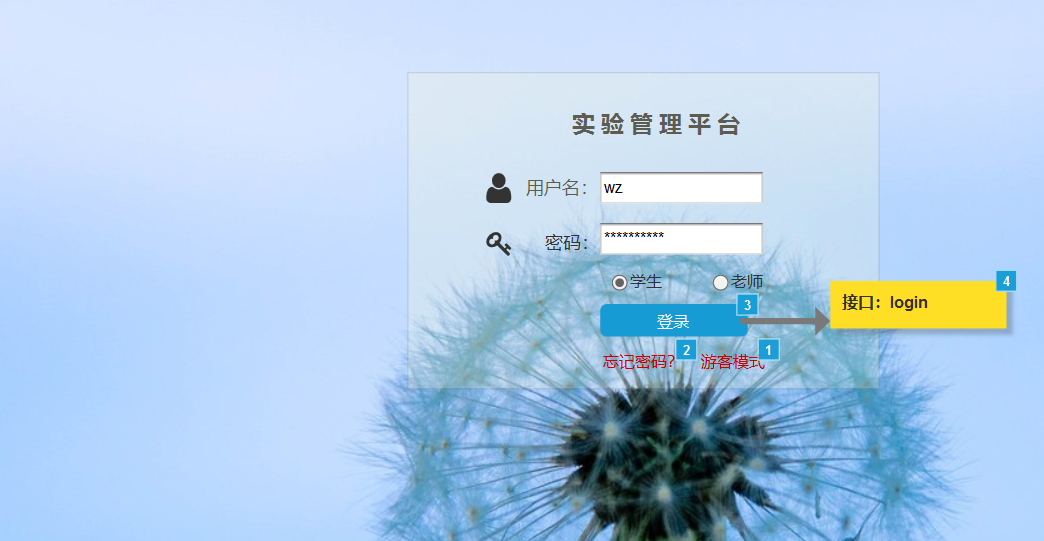 实验管理平台
用户名：
wz
密码：
**********
学生 老师
登录
3
接口：login
4
忘记密码?
2
游客模式
1